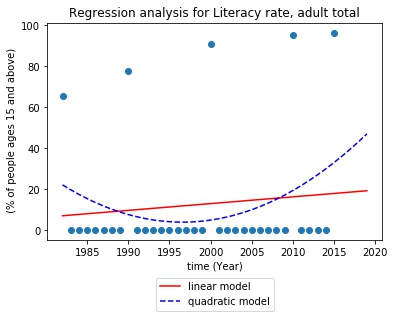 Regression analysis for Literacy rate, adult total
(% of people ages 15 and above)
100
80
60
40
20
0
1985 1990 1995 2000 2005 2010 2015 2020
time (Year)
linear model
quadratic model